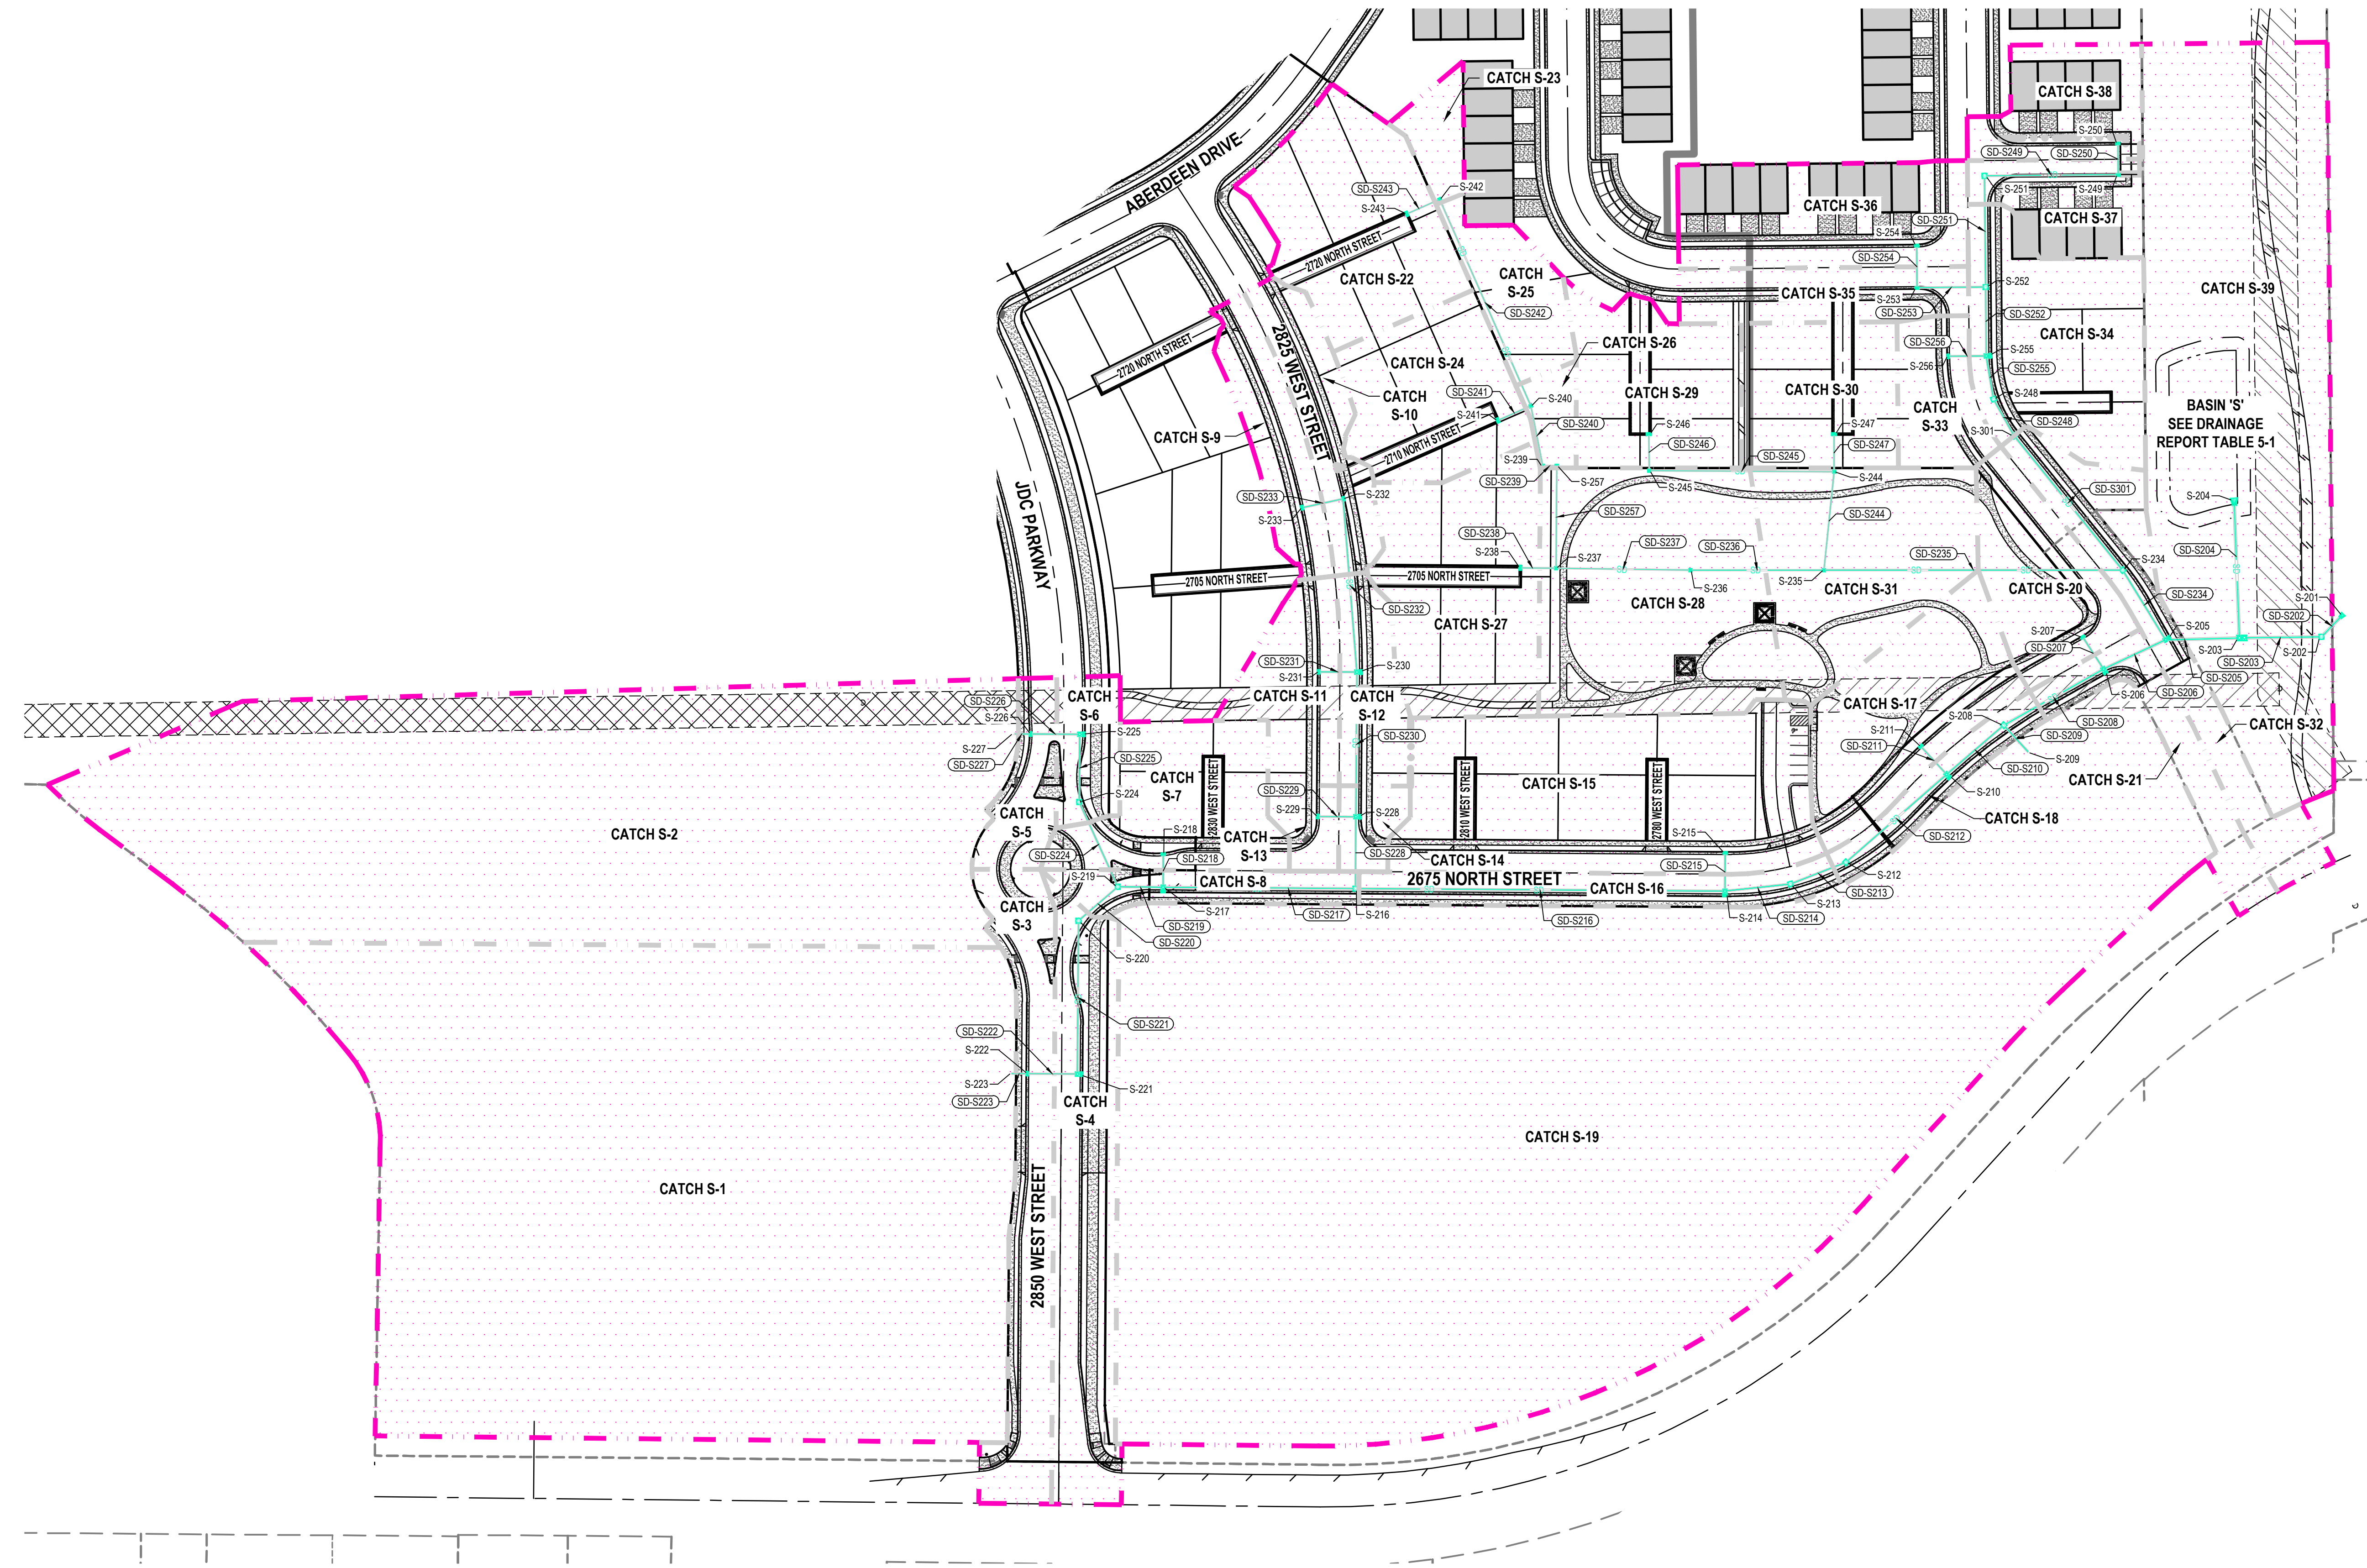 CATCH S-23
CATCH S-38
S-250
SD-S249
SD-S250
ABERDEEN DRIVE
SD-S243
S-242
S-243
S-251
S-249
CATCH S-36
CATCH S-37
SD-S251
S-254
2720 NORTH STREET
SD-S254
CATCH S-22
CATCH
S-25
S-252
CATCH S-39
CATCH S-35
S-253
SD-S242
SD-S253
SD-S252
CATCH S-34
2825 WEST STREET
2720 NORTH STREET
CATCH S-26
SD-S256
S-255
CATCH S-24
S-256
SD-S255
SD-S241
CATCH S-29
CATCH S-30
CATCH
S-10
S-240
S-248
CATCH
S-33
BASIN 'S'
SEE DRAINAGE
REPORT TABLE 5-1
S-241
SD-S240
SD-S248
CATCH S-9
S-246
S-247
S-301
2710 NORTH STREET
SD-S246
SD-S247
S-239
SD-S245
SD-S239
S-257
S-244
JDC PARKWAY
S-245
SD-S301
SD-S233
S-232
S-204
S-233
SD-S257
SD-S244
SD-S238
SD-S237
SD-S236
SD-S235
SD-S204
S-238
S-237
S-234
2705 NORTH STREET
2705 NORTH STREET
S-236
S-235
CATCH S-31
CATCH S-20
SD-S234
S-201
SD-S232
CATCH S-28
SD-S202
CATCH S-27
S-207
S-205
SD-S207
S-203
S-202
SD-S231
S-230
SD-S203
S-231
SD-S205
CATCH
S-6
CATCH S-11
CATCH
S-12
S-206
SD-S206
SD-S226
CATCH S-17
S-226
S-208
SD-S208
CATCH S-32
S-227
S-225
SD-S230
S-211
SD-S209
SD-S227
SD-S225
SD-S211
S-209
CATCH
S-7
2830 WEST STREET
2810 WEST STREET
2780 WEST STREET
CATCH S-15
SD-S210
CATCH S-21
SD-S229
S-210
S-224
S-229
S-228
CATCH
S-5
CATCH S-18
CATCH S-2
S-218
CATCH
S-13
S-215
SD-S212
SD-S224
SD-S218
SD-S228
CATCH S-14
SD-S215
S-219
CATCH S-8
2675 NORTH STREET
CATCH S-16
S-212
SD-S213
CATCH
S-3
S-217
SD-S217
S-216
SD-S216
S-214
S-213
SD-S214
SD-S219
SD-S220
S-220
SD-S221
SD-S222
S-222
S-223
S-221
SD-S223
CATCH
S-4
CATCH S-19
CATCH S-1
2850 WEST STREET